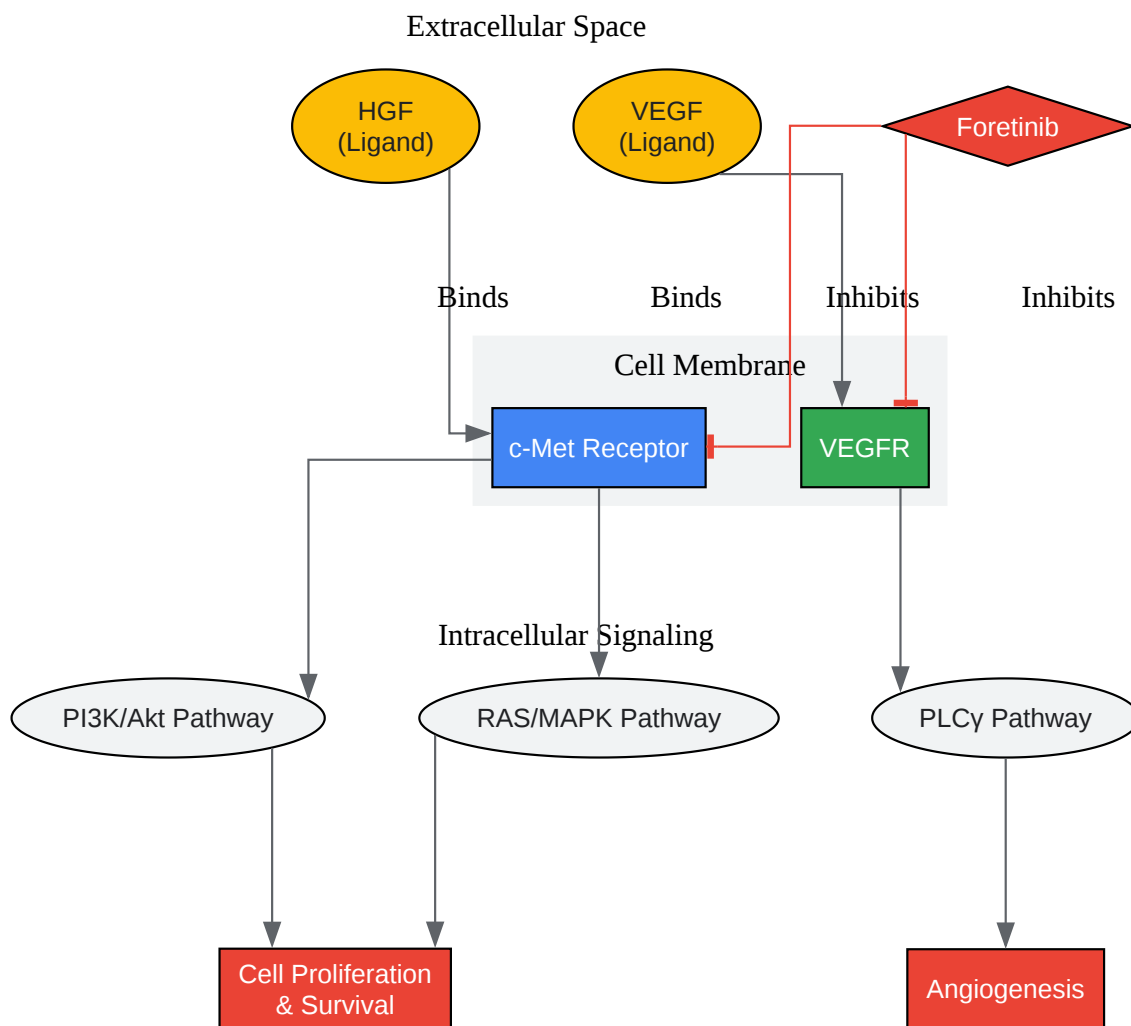 Extracellular Space
HGF
(Ligand)
VEGF
(Ligand)
Foretinib
Binds
Binds
Inhibits
Inhibits
Cell Membrane
c-Met Receptor
VEGFR
Intracellular Signaling
PI3K/Akt Pathway
RAS/MAPK Pathway
PLCγ Pathway
Cell Proliferation
& Survival
Angiogenesis